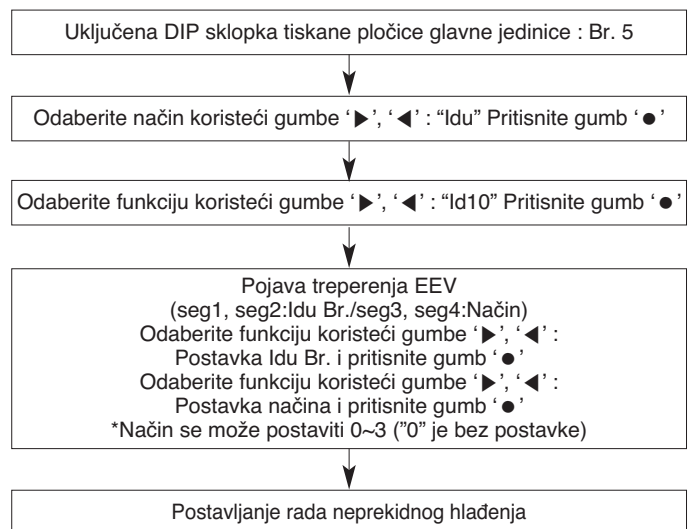 Uključena DIP sklopka tiskane pločice glavne jedinice : Br. 5
Odaberite način koristeći gumbe ‘▶’, ‘◀’ : “Idu” Pritisnite gumb ‘●’
Odaberite funkciju koristeći gumbe ‘▶’, ‘◀’ : “Id10” Pritisnite gumb ‘●’
Pojava treperenja EEV
(seg1, seg2:Idu Br./seg3, seg4:Način)
Odaberite funkciju koristeći gumbe ‘▶’, ‘◀’ :
Postavka Idu Br. i pritisnite gumb ‘●’
Odaberite funkciju koristeći gumbe ‘▶’, ‘◀’ :
Postavka načina i pritisnite gumb ‘●’
*Način se može postaviti 0~3 ("0" je bez postavke)
Postavljanje rada neprekidnog hlađenja